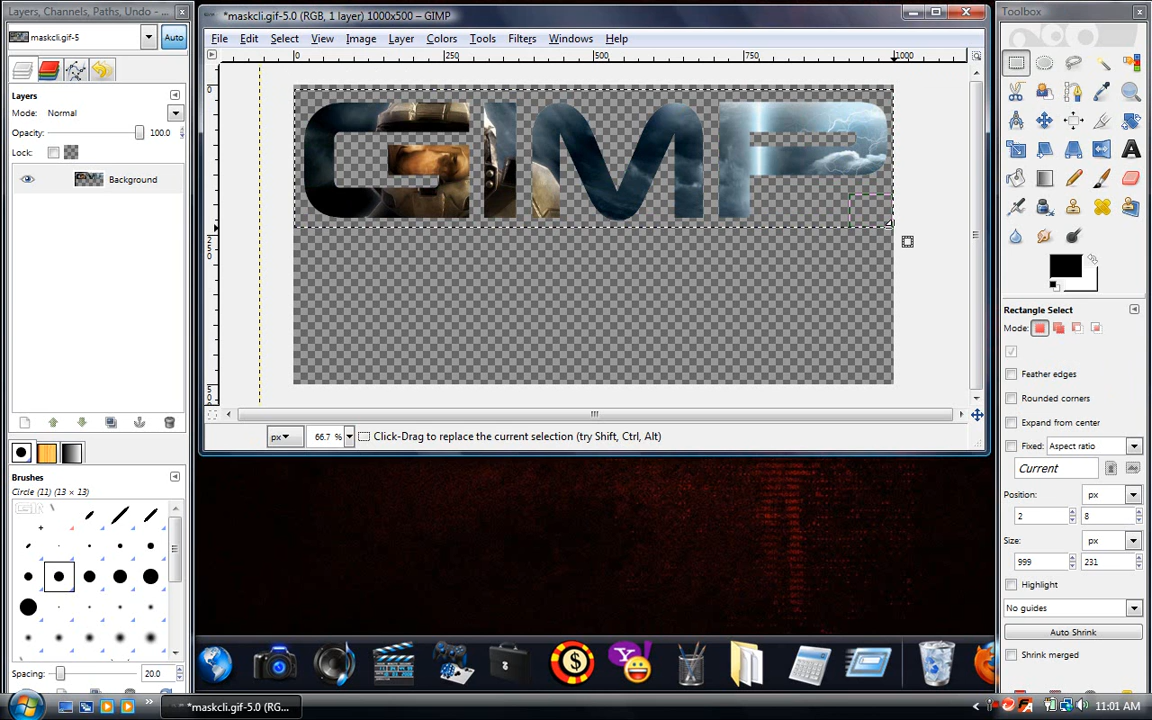 Layers, Channels, Paths, Undo - ...
maskcli.gif-5
Auto
Layers
Mode: Normal
Opacity: 100.0
Lock:
Background
Brushes
Circle (11) (13 × 13)
Spacing: 20.0
*maskcli.gif-5.0 (RGB, 1 layer) 1000x500 – GIMP
File Edit Select View Image Layer Colors Tools Filters Windows Help
0 250 500 750 1000
0
250
500
GIMP
px 66.7 % Click-Drag to replace the current selection (try Shift, Ctrl, Alt)
Toolbox
Rectangle Select
Mode:
Feather edges
Rounded corners
Expand from center
Fixed: Aspect ratio
Current
Position: px
2 8
Size: px
999 231
Highlight
No guides
Auto Shrink
Shrink merged
*maskcli.gif-5.0 (RG...
11:01 AM